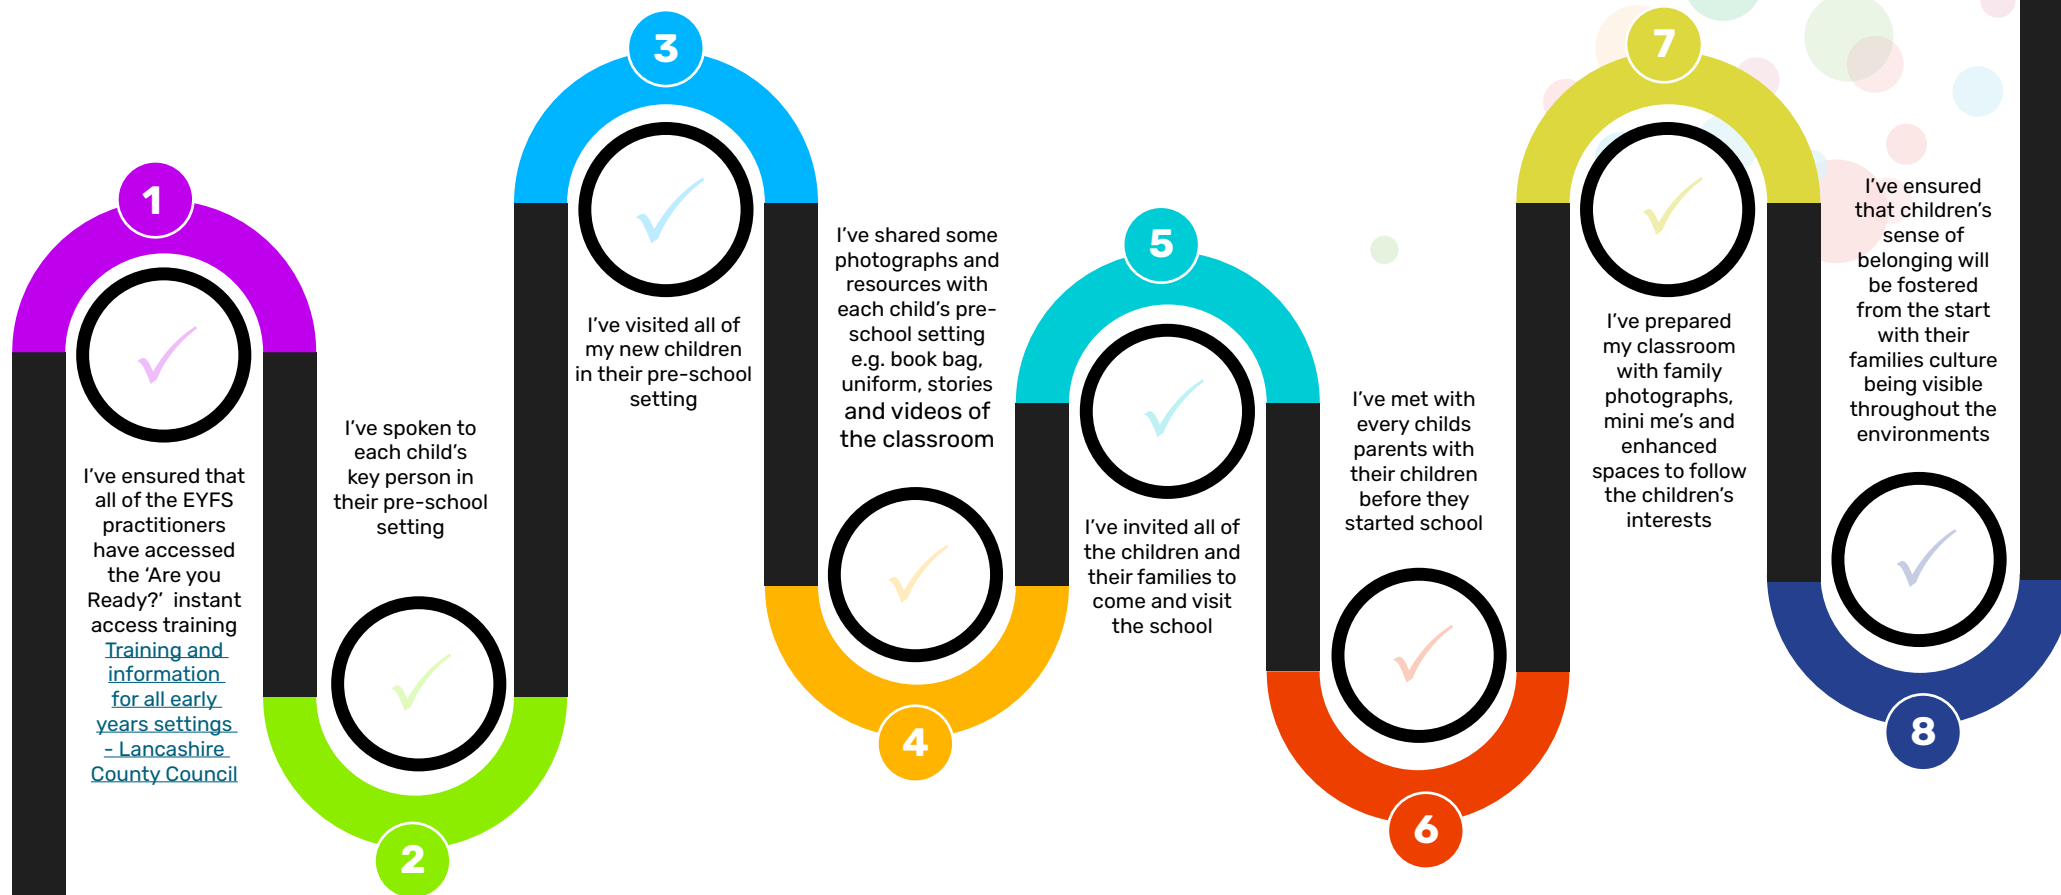 1
I've ensured that
all of the EYFS
practitioners
have accessed
the ‘Are you
Ready?’ instant
access training
Training and
information
for all early
years settings
- Lancashire
County Council
I've spoken to
each child's
key person in
their pre-school
setting
2
3
I've visited all of
my new children
in their pre-school
setting
I've shared some
photographs and
resources with
each child's pre-
school setting
e.g. book bag,
uniform, stories
and videos of
the classroom
4
5
I've invited all of
the children and
their families to
come and visit
the school
I've met with
every childs
parents with
their children
before they
started school
6
7
I've prepared
my classroom
with family
photographs,
mini me's and
enhanced
spaces to follow
the children's
interests
I've ensured
that children's
sense of
belonging will
be fostered
from the start
with their
families culture
being visible
throughout the
environments
8